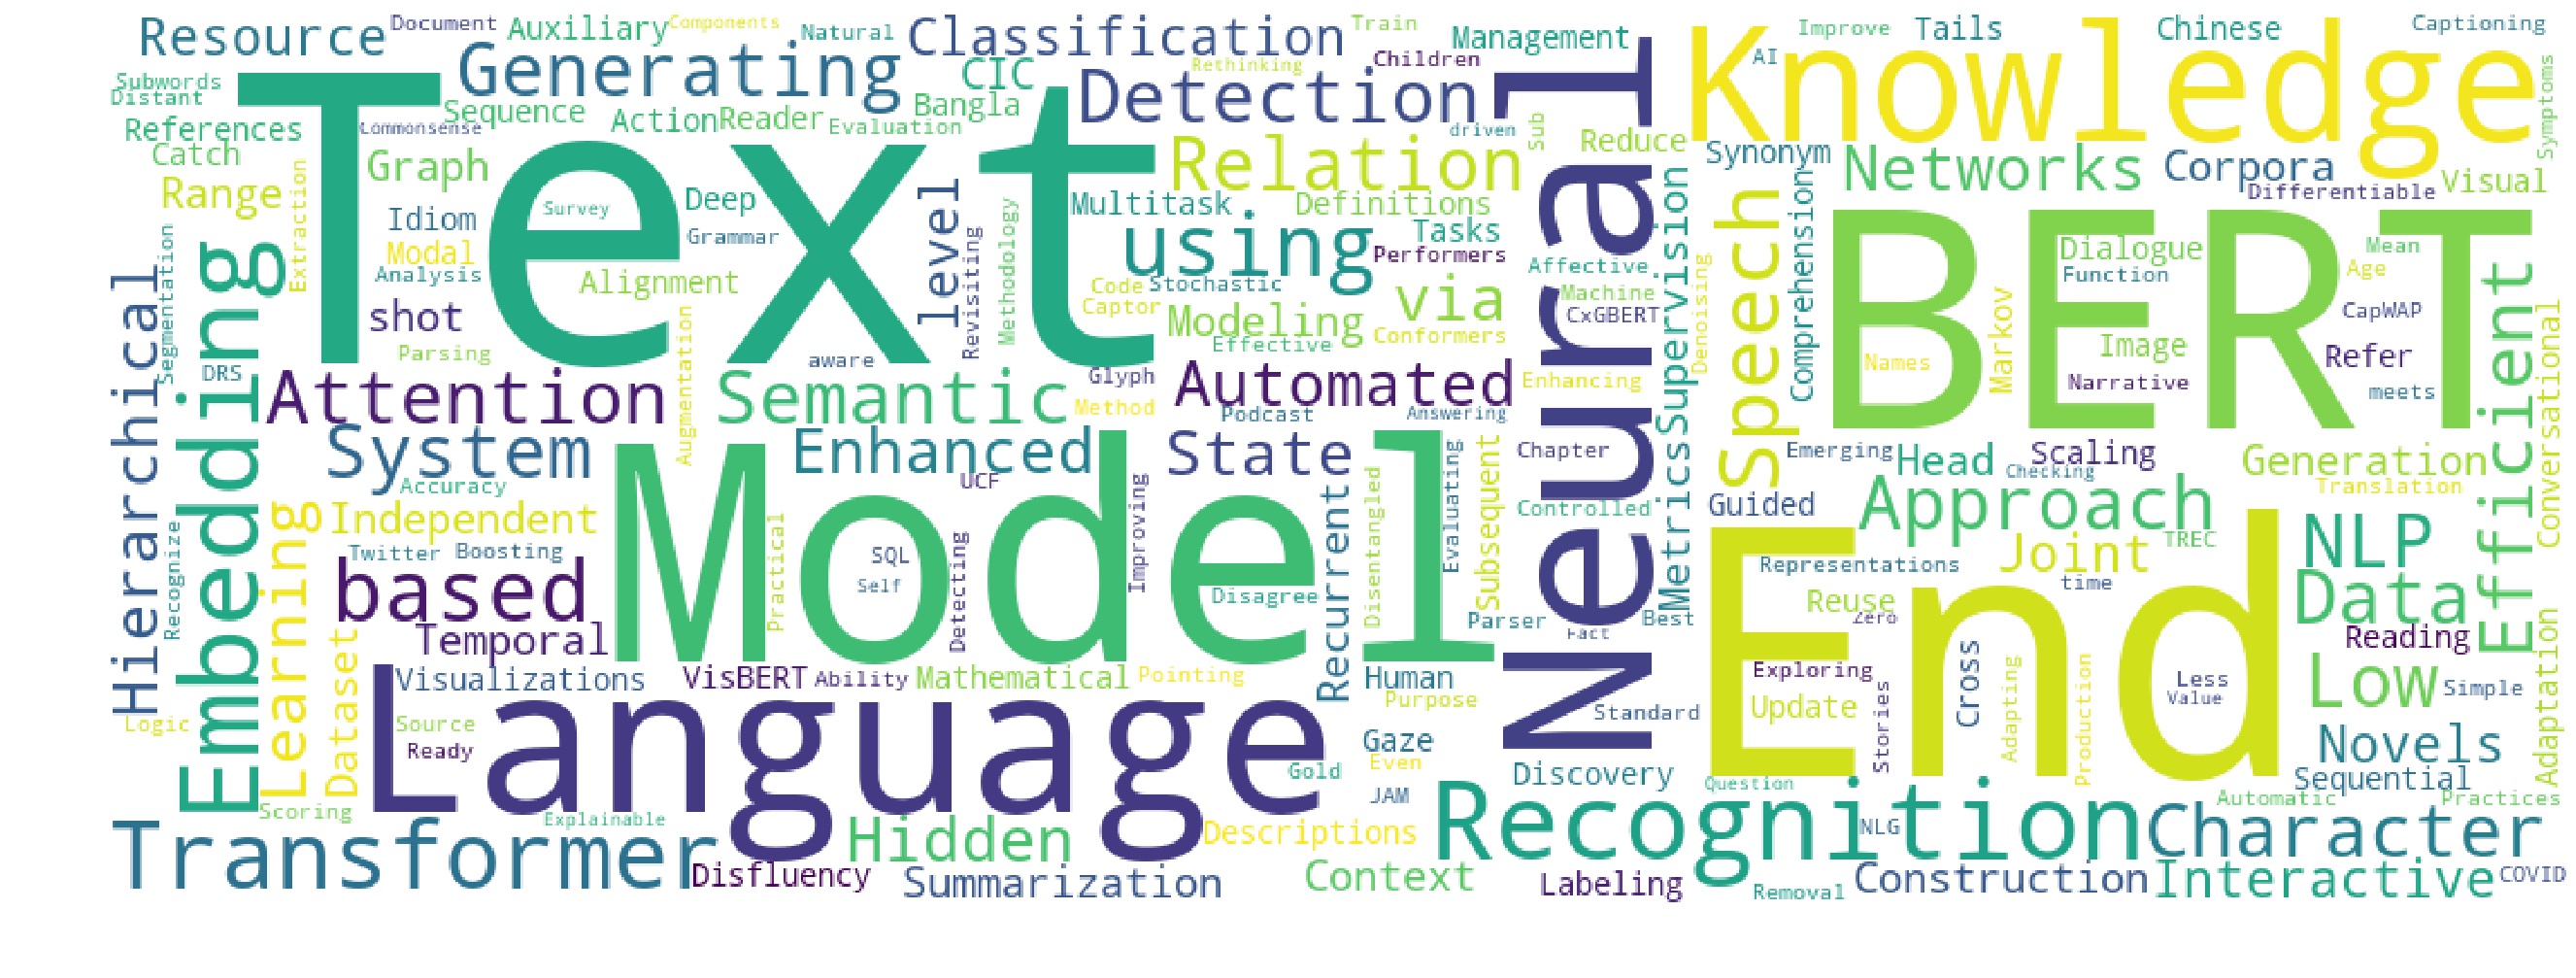 Resource
Document
Auxiliary
Components
Natural
Classification
Train
Management
Knowledge
Improve
Tails
Chinese
Captioning
Subwords
Distant
Text
Generating
CIC
Rethinking
Children
AI
Symptoms
References
Commonsense
Sequence
Action
Reader
Evaluation
Bangla
Detection
driven
Sub
Neural
Reduce
Catch
Graph
Relation
Synonym
Networks
Corpora
Differentiable
Visual
Range
Extraction
Idiom
Survey
Deep
Grammar
level
Methodology
Multitask
Definitions
Tasks
Supervision
Speech
Comprehension
BERT
Dialogue
Mean
Modal
Analysis
Alignment
Revisiting
using
Performers
Affective
Function
Age
Segmentation
Hierarchical
Embedding
shot
Parsing
Augmentation
aware
Code
Stochastic
Captor
Modeling
via
Machine
CxGBERT
Denoising
Markov
Image
CapWAP
Efficient
Conversational
Effective
Conformers
Names
Refer
DRS
Attention
Semantic
Glyph
Automated
Enhancing
Narrative
meets
Method
Podcast
Answering
System
Enhanced
State
Subsequent
Evaluating
Chapter
Metrics
Emerging
Head
Scaling
Checking
Generation
Translation
Accuracy
Model
UCF
Disentangled
Recurrent
Controlled
Guided
Approach
Learning
Independent
Recognize
Twitter
Boosting
Practical
SQL
Self
Detecting
Improving
Disagree
End
Representations
Joint
TREC
NLP
based
Temporal
Dataset
Parser
Fact
Best
Reuse
Zero
time
Data
Reading
Visualizations
VisBERT
Ability
Mathematical
Pointing
Human
Purpose
Exploring
Update
Stories
Cross
Adapting
Production
Less
Value
Low
Simple
Adaptation
Logic
Source
Ready
Language
Gaze
Even
Standard
Novels
Gold
JAM
Discovery
Question
Sequential
Scoring
Explainable
Automatic
Practices
Transformer
Hidden
Descriptions
Recognition
NLG
Character
Disfluency
Summarization
Context
Labeling
Removal
Construction
Interactive
COVID